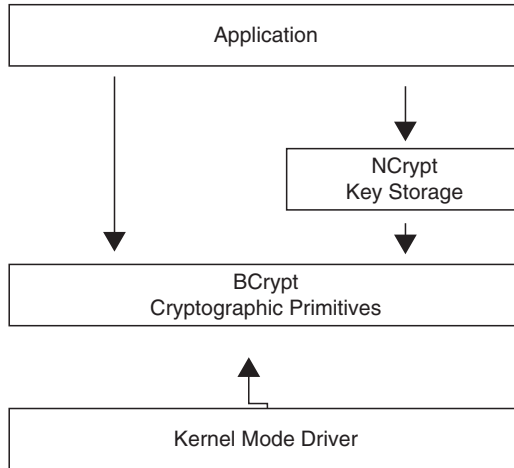 Application
NCrypt
Key Storage
BCrypt
Cryptographic Primitives
Kernel Mode Driver